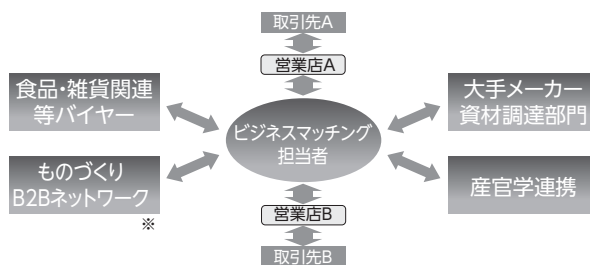 取引先A
営業店A
食品・雑貨関連
等バイヤー
大手メーカー
資材調達部門
ビジネスマッチング
担当者
ものづくり
B2Bネットワーク
※
産官学連携
営業店B
取引先B